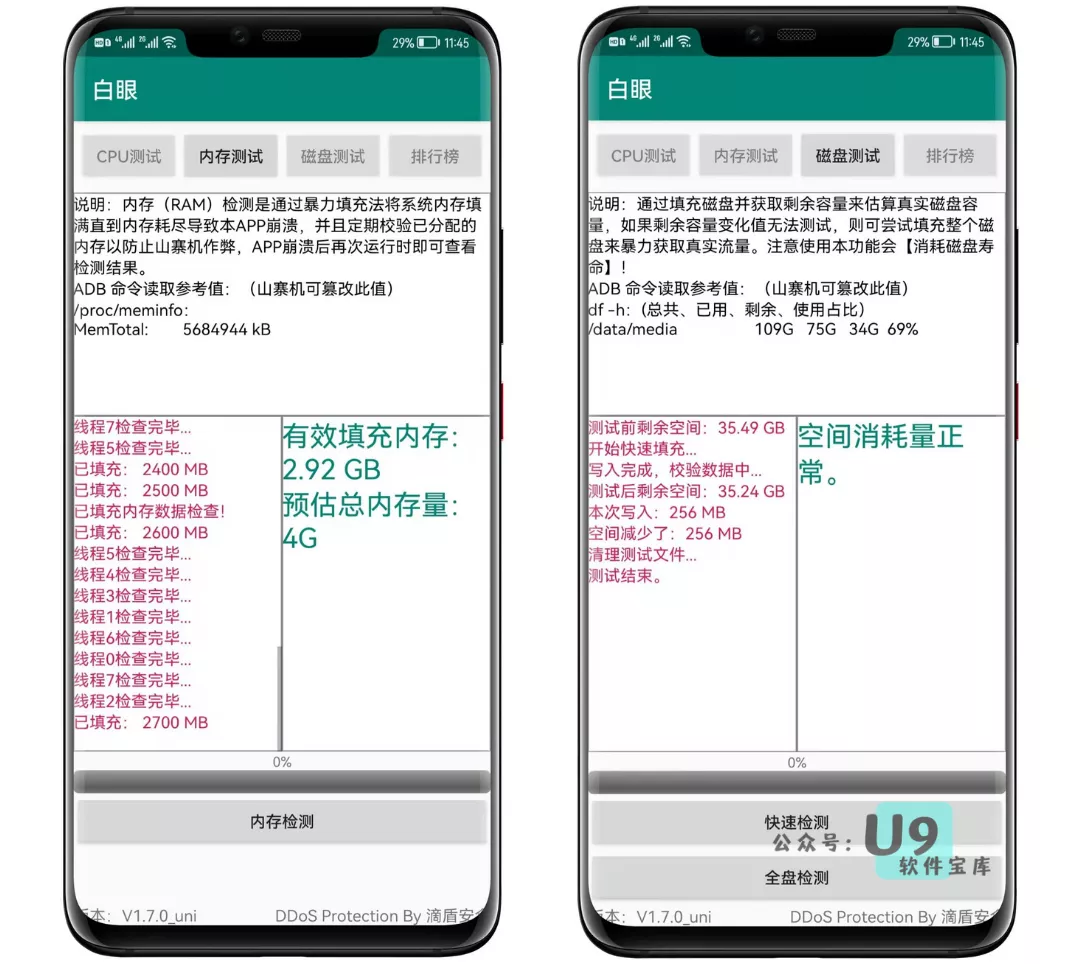 29% 11:45
白眼
CPU测试 内存测试 磁盘测试 排行榜
说明：内存（RAM）检测是通过暴力填充法将系统内存填
满直到内存耗尽导致本APP崩溃，并且定期校验已分配的
内存以防止山寨机作弊，APP崩溃后再次运行时即可查看
检测结果。
ADB 命令读取参考值：（山寨机可篡改此值）
/proc/meminfo:
MemTotal: 5684944 kB
线程7检查完毕...
线程5检查完毕...
已填充： 2400 MB
已填充： 2500 MB
已填充内存数据检查!
已填充： 2600 MB
线程5检查完毕...
线程4检查完毕...
线程3检查完毕...
线程1检查完毕...
线程6检查完毕...
线程0检查完毕...
线程7检查完毕...
线程2检查完毕...
已填充： 2700 MB
有效填充内存：
2.92 GB
预估总内存量：
4G
0%
内存检测
本：V1.7.0_uni DDoS Protection By 滴盾安
29% 11:45
白眼
CPU测试 内存测试 磁盘测试 排行榜
说明：通过填充磁盘并获取剩余容量来估算真实磁盘容
量，如果剩余容量变化值无法测试，则可尝试填充整个磁
盘来暴力获取真实流量。注意使用本功能会【消耗磁盘寿
命】！
ADB 命令读取参考值：（山寨机可篡改此值）
df -h:（总共、已用、剩余、使用占比）
/data/media 109G 75G 34G 69%
测试前剩余空间：35.49 GB
开始快速填充...
写入完成，校验数据中...
测试后剩余空间：35.24 GB
本次写入：256 MB
空间减少了：256 MB
清理测试文件...
测试结束。
空间消耗量正
常。
0%
快速检测
公众号：U9
软件宝库
全盘检测
本：V1.7.0_uni DDoS Protection By 滴盾安